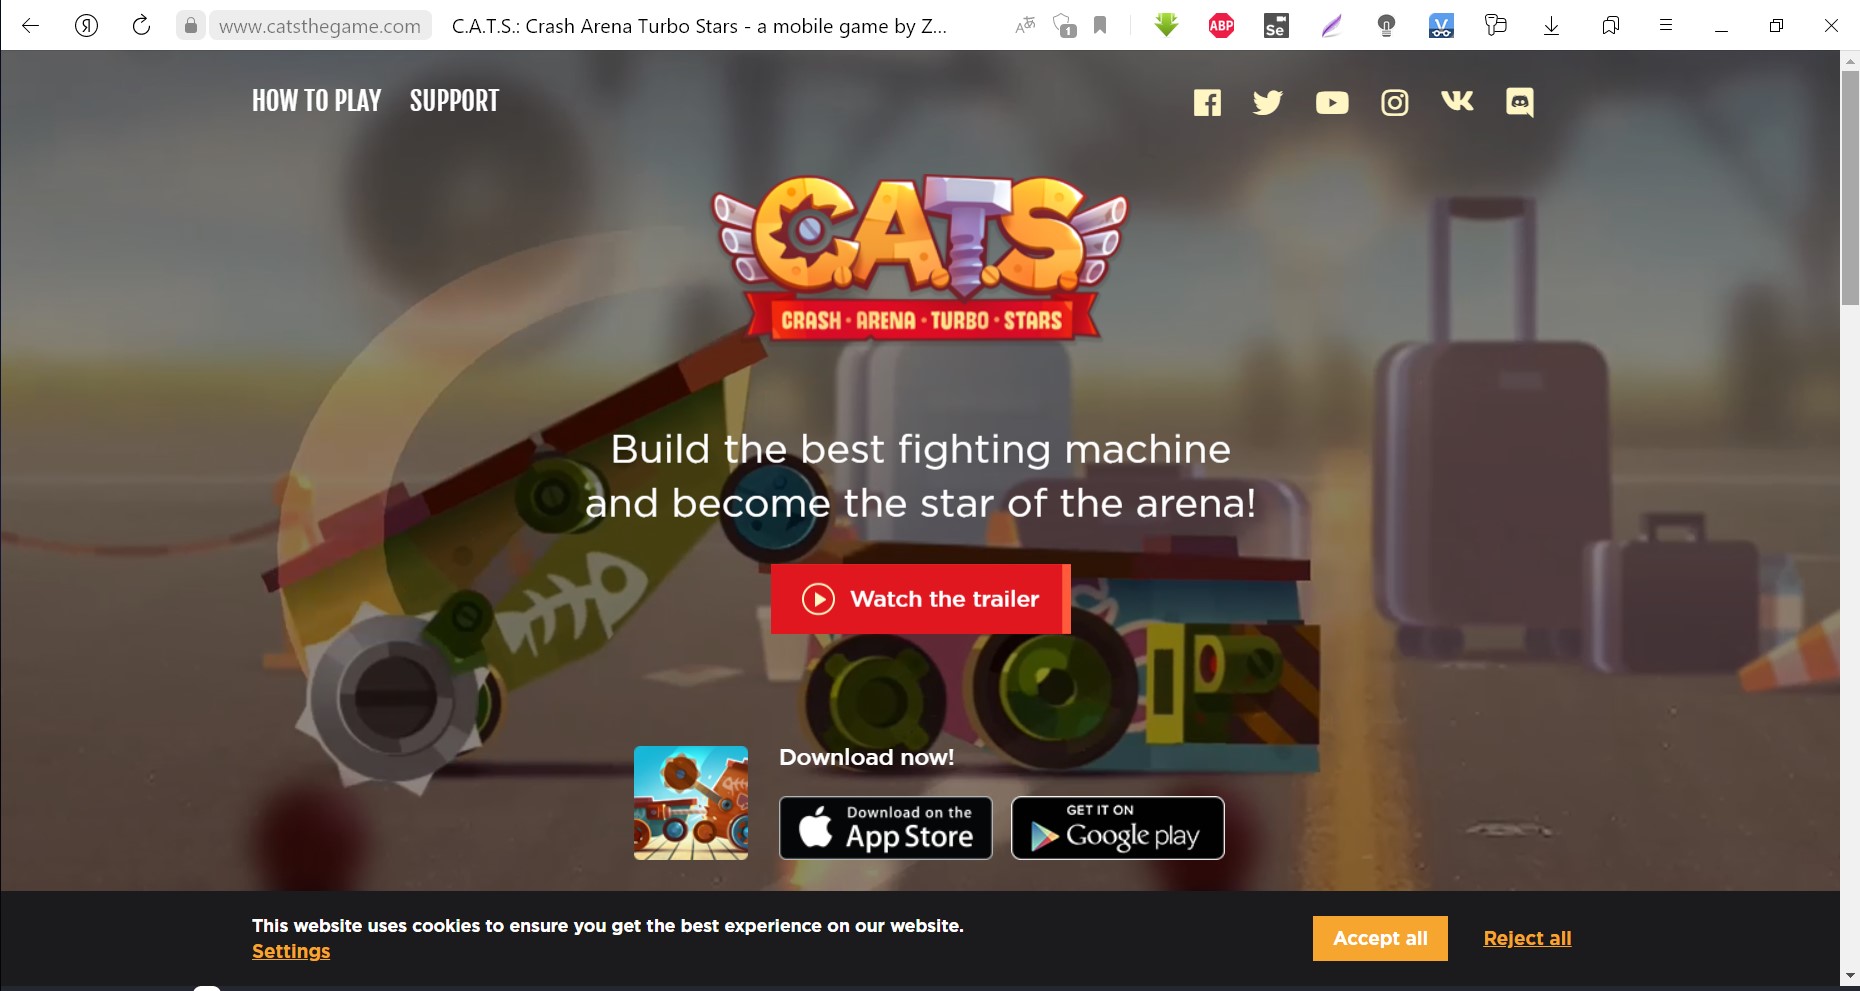 www.catsthegame.com
C.A.T.S.: Crash Arena Turbo Stars - a mobile game by Z...
1
ABP
Se
HOW TO PLAY
SUPPORT
C.A.T.S.
CRASH · ARENA · TURBO · STARS
Build the best fighting machine
and become the star of the arena!
Watch the trailer
Download now!
Download on the
App Store
GET IT ON
Google play
This website uses cookies to ensure you get the best experience on our website.
Settings
Accept all
Reject all